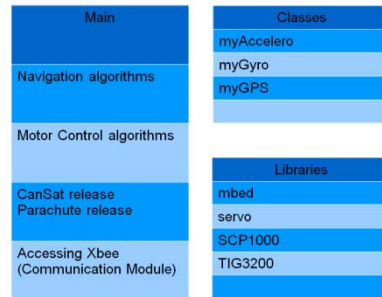 Main
Navigation algorithms
Motor Control algorithms
CanSat release
Parachute release
Accessing Xbee
(Communication Module)
Classes
myAccelero
myGyro
myGPS
Libraries
mbed
servo
SCP1000
TIG3200